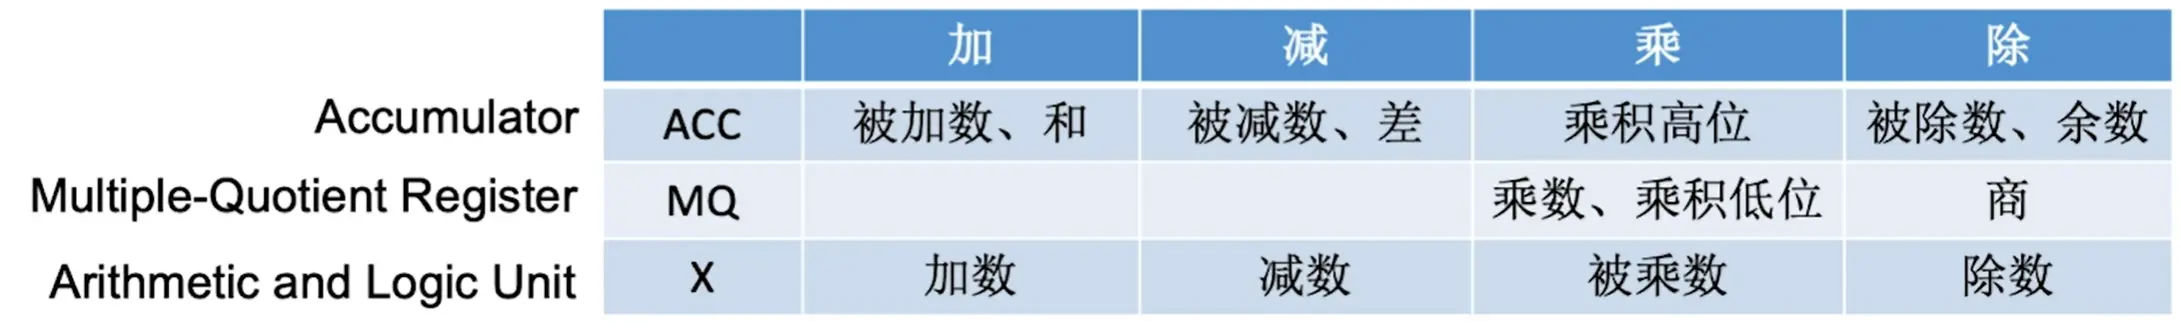 加 减 乘 除
Accumulator ACC 被加数、和 被减数、差 乘积高位 被除数、余数
Multiple-Quotient Register MQ 乘数、乘积低位 商
Arithmetic and Logic Unit X 加数 减数 被乘数 除数